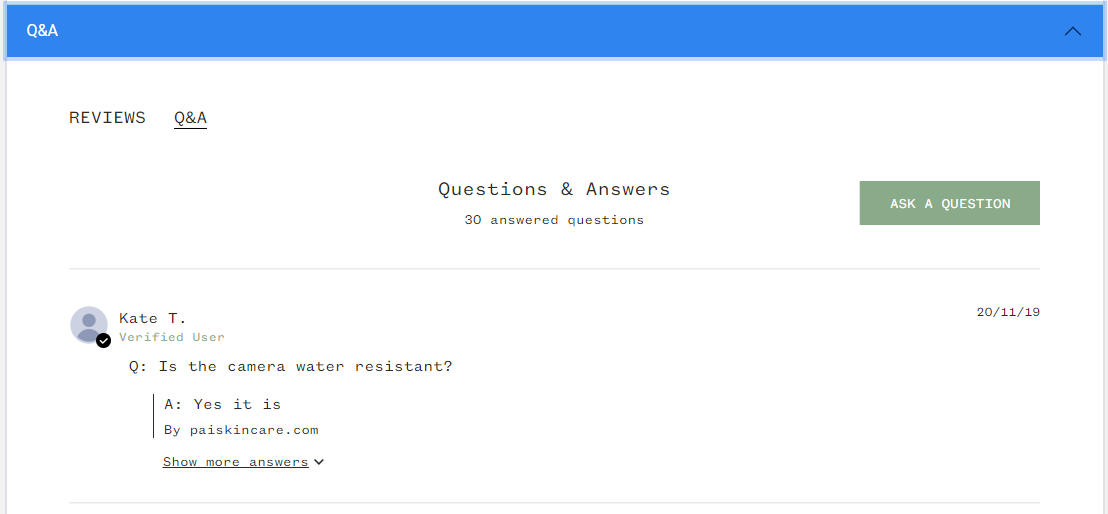 Q&A
REVIEWS Q&A
Questions & Answers
30 answered questions
ASK A QUESTION
Kate T.
20/11/19
Verified User
Q: Is the camera water resistant?
A: Yes it is
By paiskincare.com
Show more answers